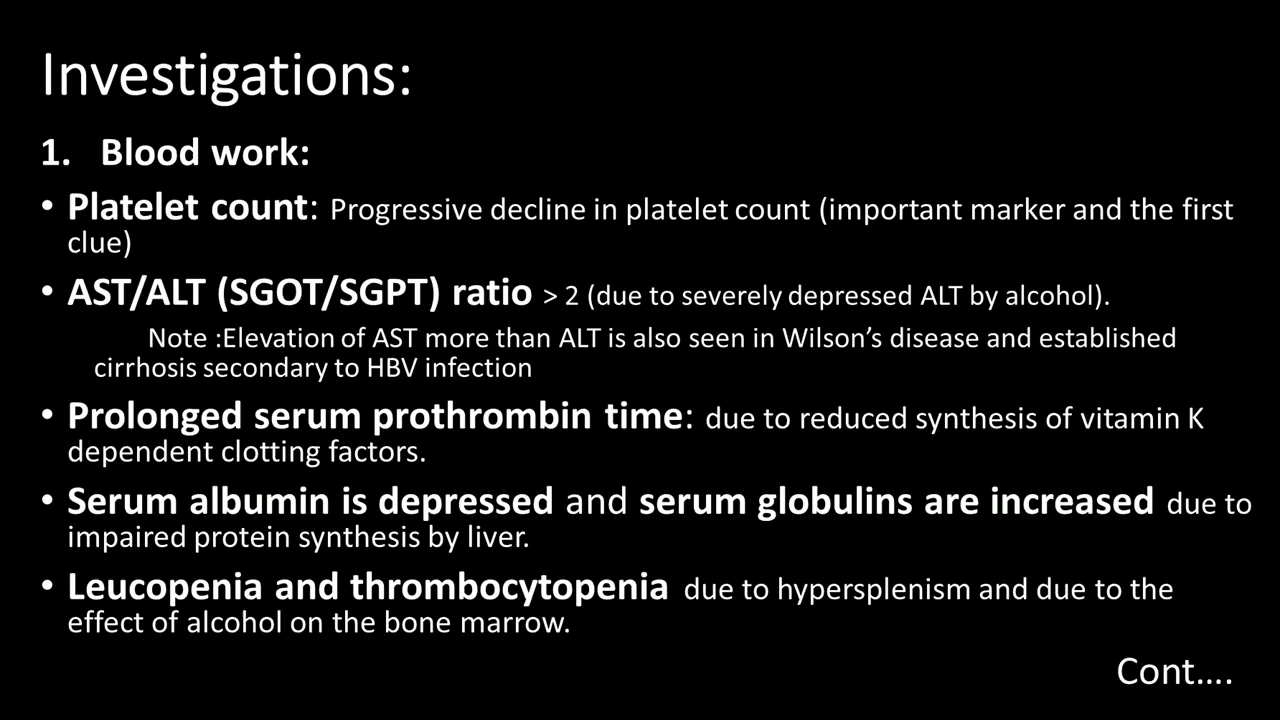 Investigations:
1. Blood work:
• Platelet count: Progressive decline in platelet count (important marker and the first
clue)
• AST/ALT (SGOT/SGPT) ratio > 2 (due to severely depressed ALT by alcohol).
Note :Elevation of AST more than ALT is also seen in Wilson’s disease and established
cirrhosis secondary to HBV infection
• Prolonged serum prothrombin time: due to reduced synthesis of vitamin K
dependent clotting factors.
• Serum albumin is depressed and serum globulins are increased due to
impaired protein synthesis by liver.
• Leucopenia and thrombocytopenia due to hypersplenism and due to the
effect of alcohol on the bone marrow.
Cont....